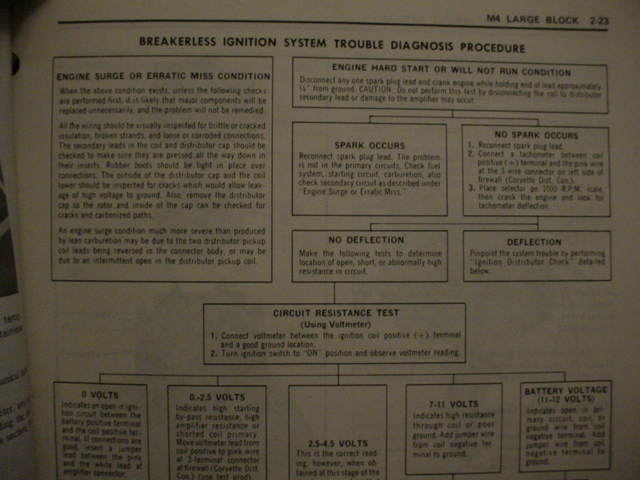 M4 LARGE BLOCK 2-23
BREAKERLESS IGNITION SYSTEM TROUBLE DIAGNOSIS PROCEDURE
ENGINE SURGE OR ERRATIC MISS CONDITION
When the above condition exists, unless the following checks
are performed first, it is likely that major components will be
replaced unnecessarily, and the problem will not be remedied.
All the wiring should be visually inspected for brittle or cracked
insulation, broken strands, and loose or corroded connections.
The secondary leads in the coil and distributor cap should be
checked to make sure they are pressed all the way down in
their inserts. Rubber boots should be tight in place over
connections. The outside of the distributor cap and the coil
tower should be inspected for cracks which would allow leak-
age of high voltage to ground. Also, remove the distributor
cap so the rotor and inside of the cap can be checked for
cracks and carbonized paths.
An engine surge condition much more severe than produced
by lean carburetion may be due to the two distributor pickup
coil leads being reversed in the connector body, or may be
due to an intermittent open in the distributor pickup coil.
ENGINE HARD START OR WILL NOT RUN CONDITION
Disconnect any one spark plug lead and crank engine while holding end of lead approximately
¼" from ground. CAUTION: Do not perform this test by disconnecting the coil to distributor
secondary lead or damage to the amplifier may occur.
SPARK OCCURS
Reconnect spark plug lead. The problem
is not in the primary circuits. Check fuel
system, starting circuit, carburetion, also
check secondary circuit as described under
"Engine Surge or Erratic Miss."
NO SPARK OCCURS
1. Reconnect spark plug lead.
2. Connect a tachometer between coil
positive (+) terminal and the pink wire
at the 3 wire connector on left side of
firewall (Corvette Dist. Con.).
3. Place selector on 2000 R.P.M. scale,
then crank the engine and look for
tachometer deflection.
NO DEFLECTION
Make the following tests to determine
location of open, short, or abnormally high
resistance in circuit.
DEFLECTION
Pinpoint the system trouble by performing
"Ignition Distributor Check" detailed
below.
CIRCUIT RESISTANCE TEST
(Using Voltmeter)
1. Connect voltmeter between the ignition coil positive (+) terminal
and a good ground location.
2. Turn ignition switch to "ON" position and observe voltmeter reading.
0 VOLTS
Indicates an open in igni-
tion circuit between the
battery positive terminal
and the coil positive ter-
minal. If connections are
good, insert a jumper
lead between the pink
and the white lead at
amplifier connector.
0.-2.5 VOLTS
Indicates high starting
by-pass resistance, high
amplifier resistance or
shorted coil primary.
Move voltmeter lead from
coil positive to pink wire
at 3-terminal connector
at firewall (Corvette Dist.
Con.)
2.5-4.5 VOLTS
This is the correct read-
ing, however, when ob-
tained at this stage of the
7-11 VOLTS
Indicates high resistance
through coil or poor
ground. Add jumper wire
from coil negative ter-
minal to ground.
BATTERY VOLTAGE
(11-12 VOLTS)
Indicates open in pri-
mary circuit, coil, or
ground wire from coil
negative terminal. Add
jumper wire from coil
negative terminal to
ground.